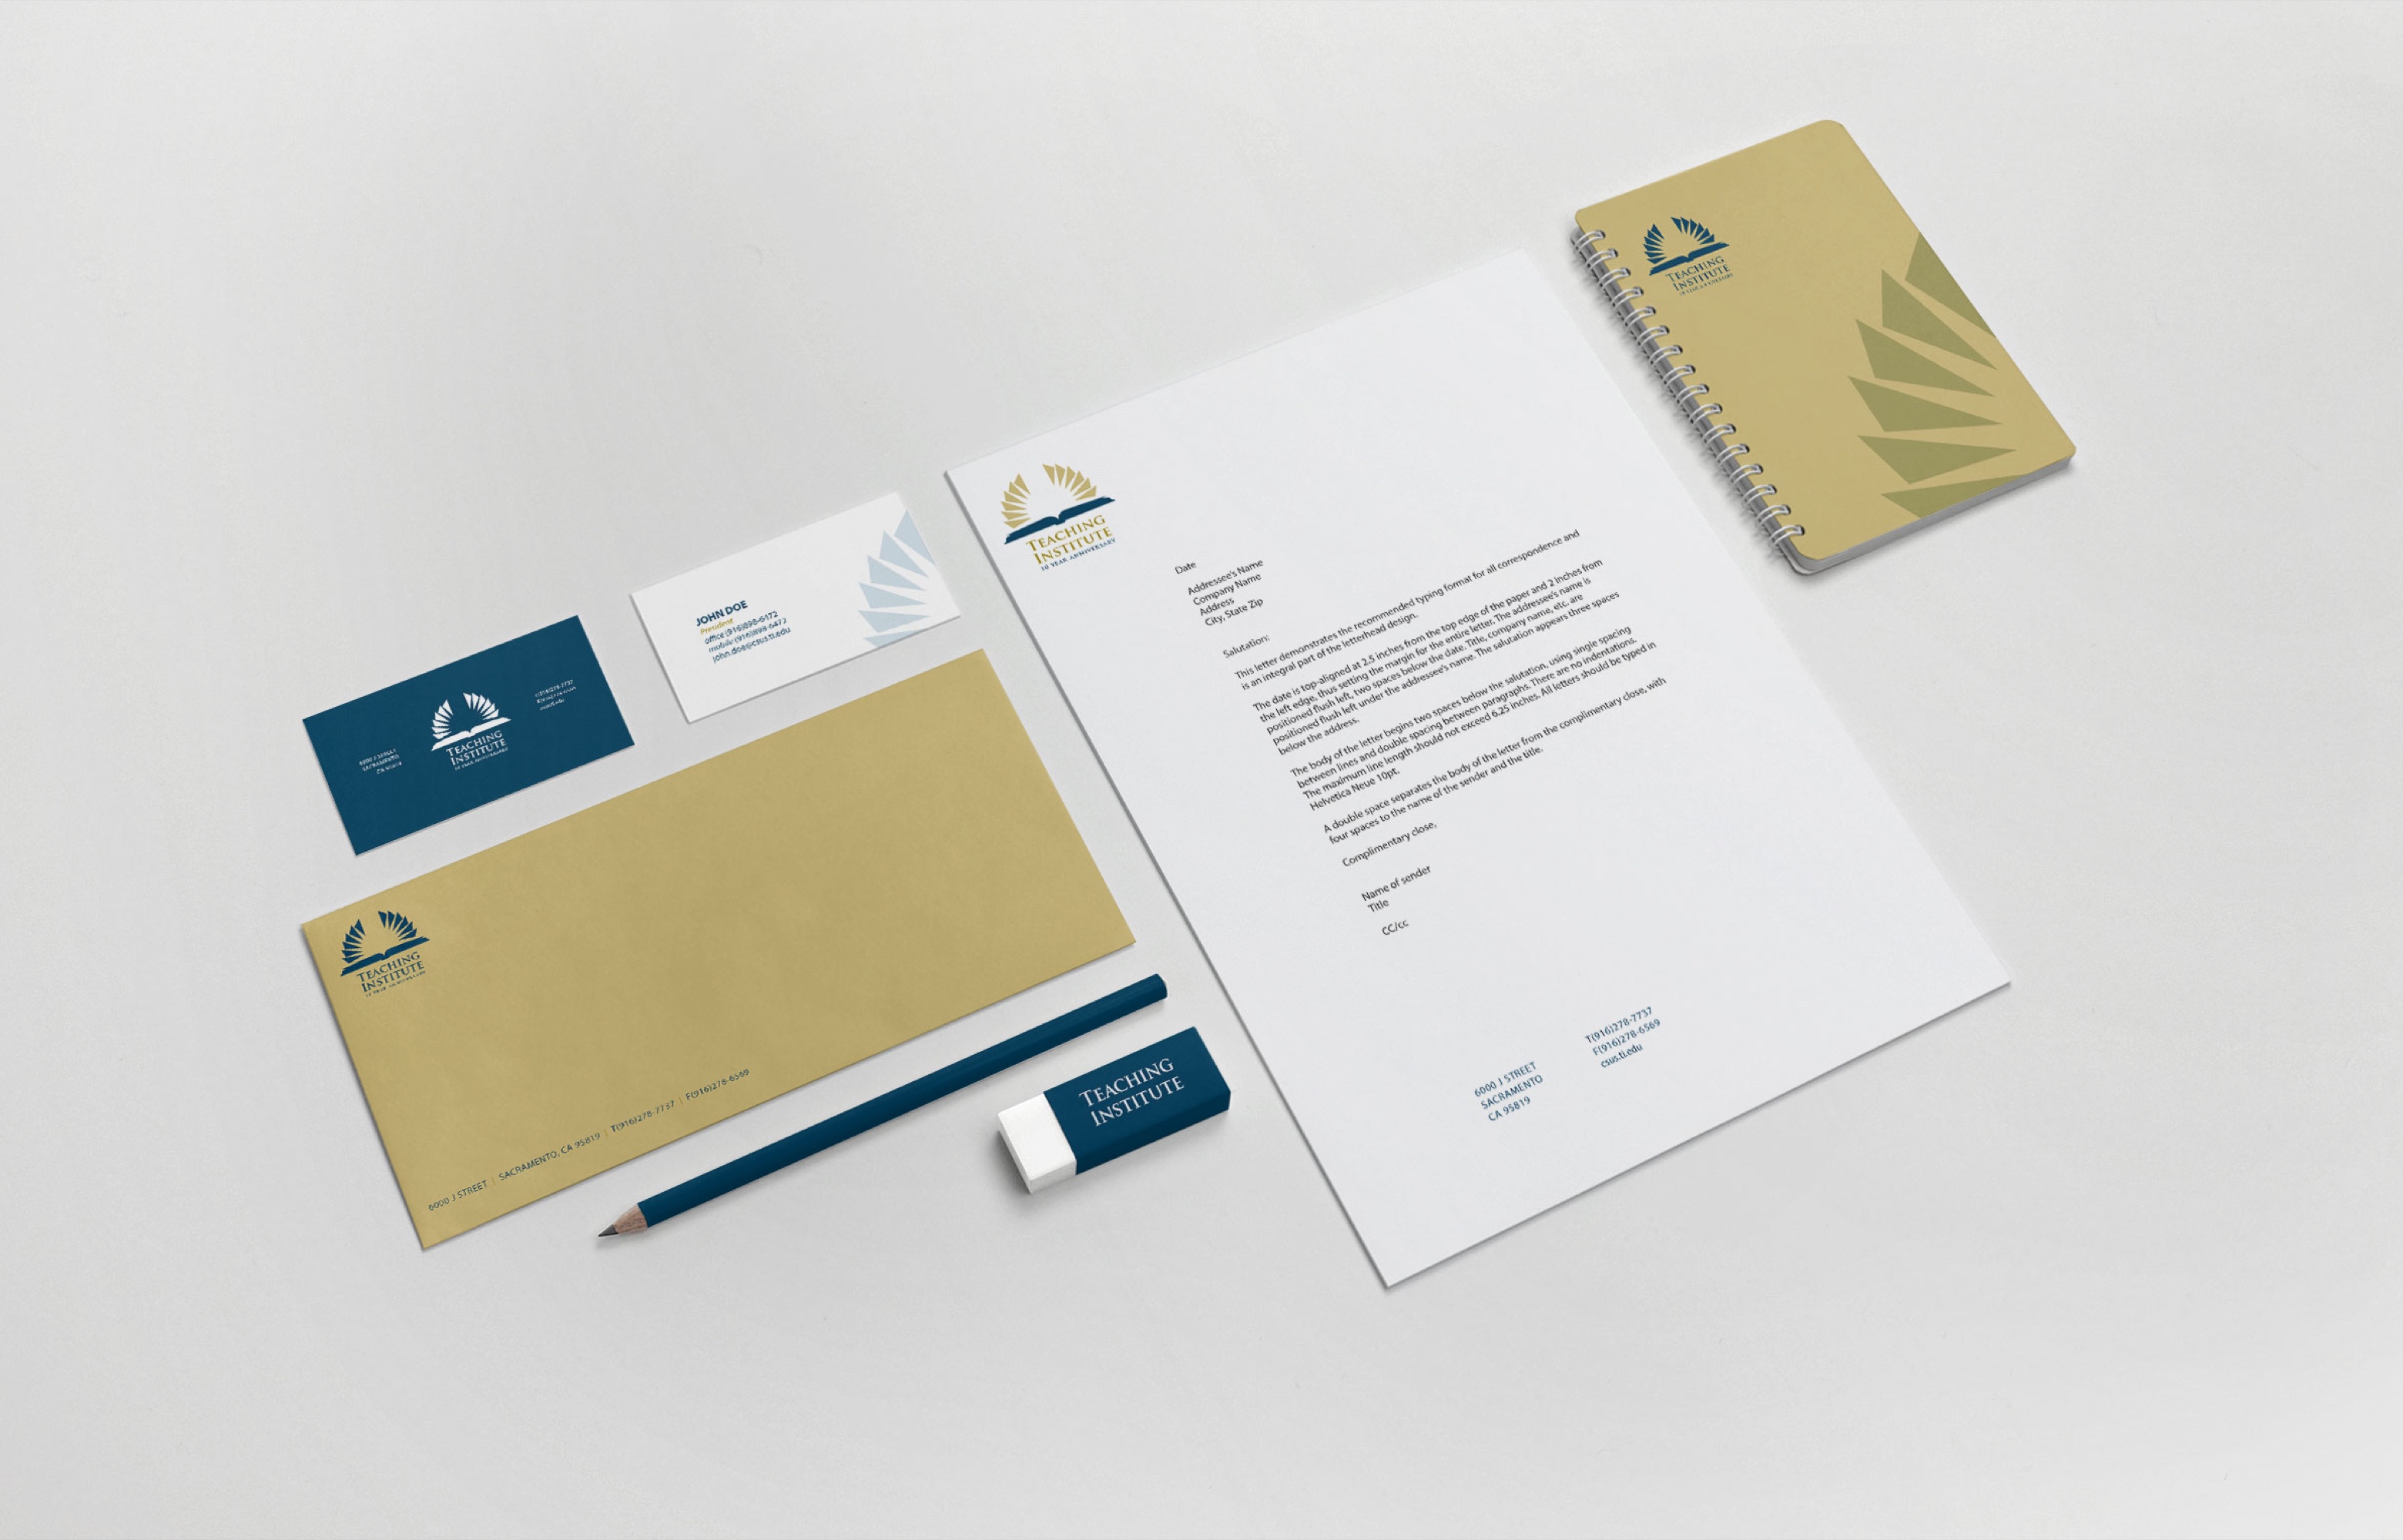 TEACHING
INSTITUTE
10 YEAR ANNIVERSARY
6000 J STREET
SACRAMENTO
CA 95819
T(916)278-7737
JOHN DOE
President
office (916)898-6472
mobile (916)898-6473
john.doe@csus.ti.edu
TEACHING
INSTITUTE
10 YEAR ANNIVERSARY
6000 J STREET | SACRAMENTO, CA 95819 | T(916)278-7737 | F(916)278-6569
TEACHING
INSTITUTE
TEACHING
INSTITUTE
10 YEAR ANNIVERSARY
Date
Addressee's Name
Company Name
Address
City, State Zip
Salutation:
This letter demonstrates the recommended typing format for all correspondence and
is an integral part of the letterhead design.
The date is top-aligned at 2.5 inches from the top edge of the paper and 2 inches from
the left edge, thus setting the margin for the entire letter. The addressee's name is
positioned flush left, two spaces below the date. Title, company name, etc. are
positioned flush left under the addressee's name. The salutation appears three spaces
below the address.
The body of the letter begins two spaces below the salutation, using single spacing
between lines and double spacing between paragraphs. There are no indentations.
The maximum line length should not exceed 6.25 inches. All letters should be typed in
Helvetica Neue 10pt.
A double space separates the body of the letter from the complimentary close, with
four spaces to the name of the sender and the title.
Complimentary close,
Name of sender
Title
CC/cc
6000 J STREET
SACRAMENTO
CA 95819
T(916)278-7737
F(916)278-6569
csus.ti.edu
TEACHING
INSTITUTE
10 YEAR ANNIVERSARY